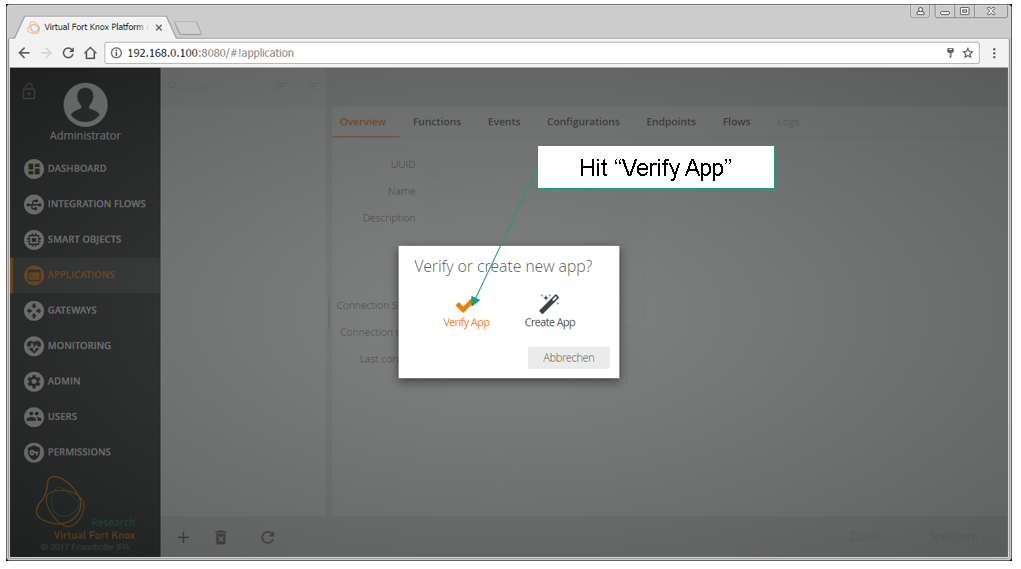 Virtual Fort Knox Platform
192.168.0.100:8080/#!application
Administrator
DASHBOARD
INTEGRATION FLOWS
SMART OBJECTS
APPLICATIONS
GATEWAYS
MONITORING
ADMIN
USERS
PERMISSIONS
Research
Virtual Fort Knox
© 2017 Fraunhofer IPA
Suche
Overview Functions Events Configurations Endpoints Flows Logs
UUID
Name
Description
Connection
Connection
Last
Hit “Verify App”
Verify or create new app?
Verify App Create App
Abbrechen
Zurück Speichern